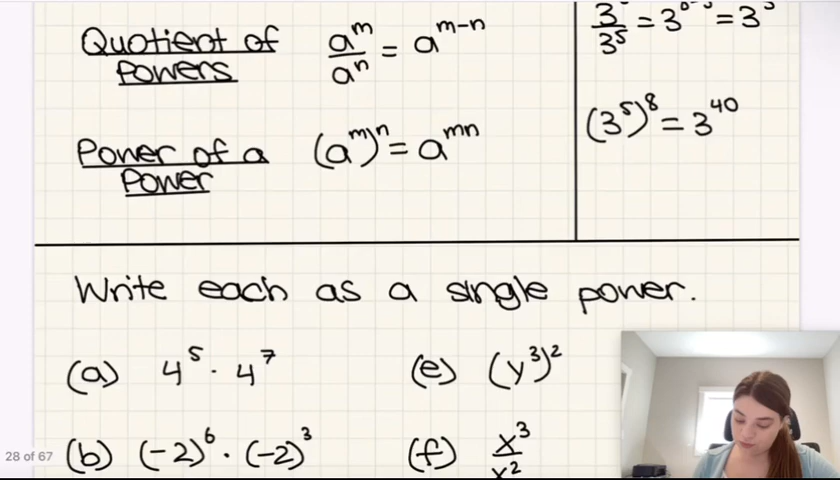 Quotient of Powers a^m/a^n = a^(m-n)
= 3
(3^5)^8 = 3^40
Power of a Power (a^m)^n = a^(mn)
Write each as a single power.
(a) 4^5 · 4^7
(e) (y^3)^2
(b) (-2)^6 · (-2)^3
(f) x^3/x^2
28 of 67